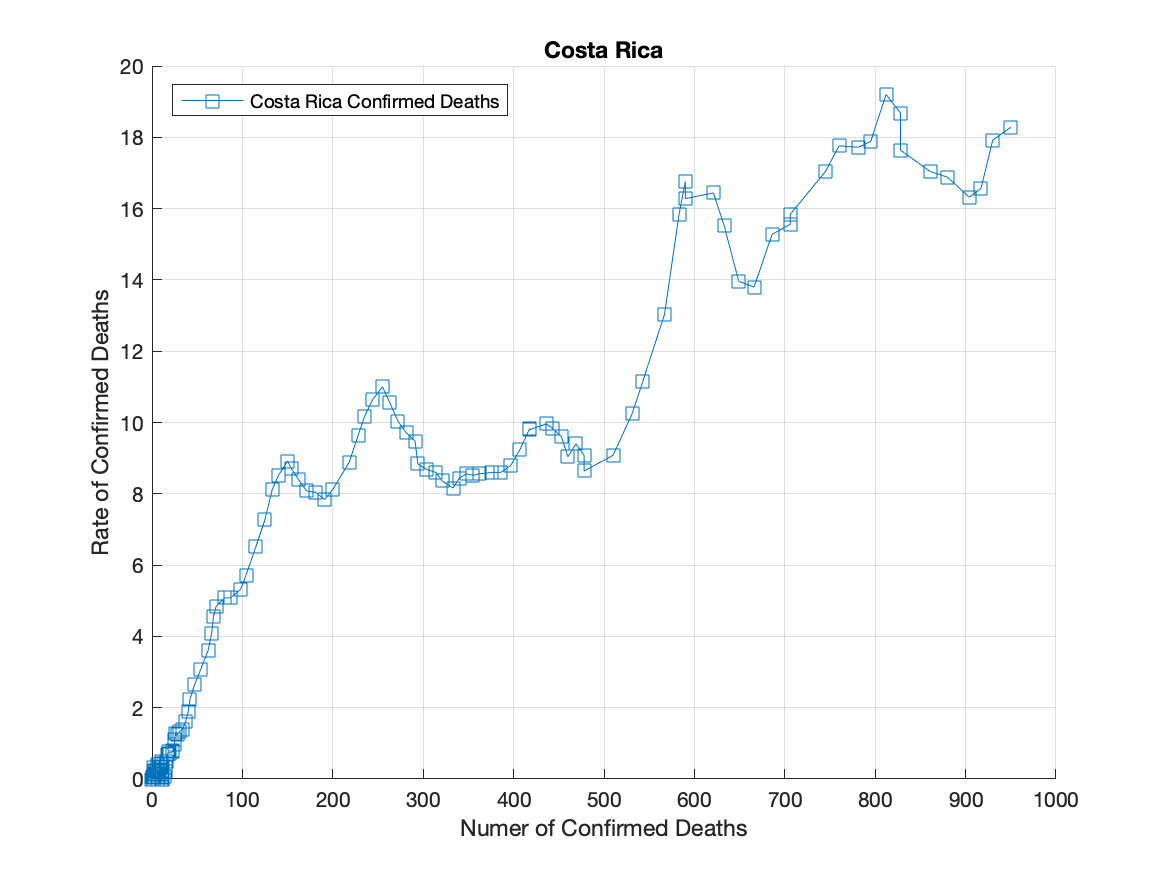 Costa Rica
Costa Rica Confirmed Deaths
Rate of Confirmed Deaths
20
18
16
14
12
10
8
6
4
2
0
0 100 200 300 400 500 600 700 800 900 1000
Numer of Confirmed Deaths